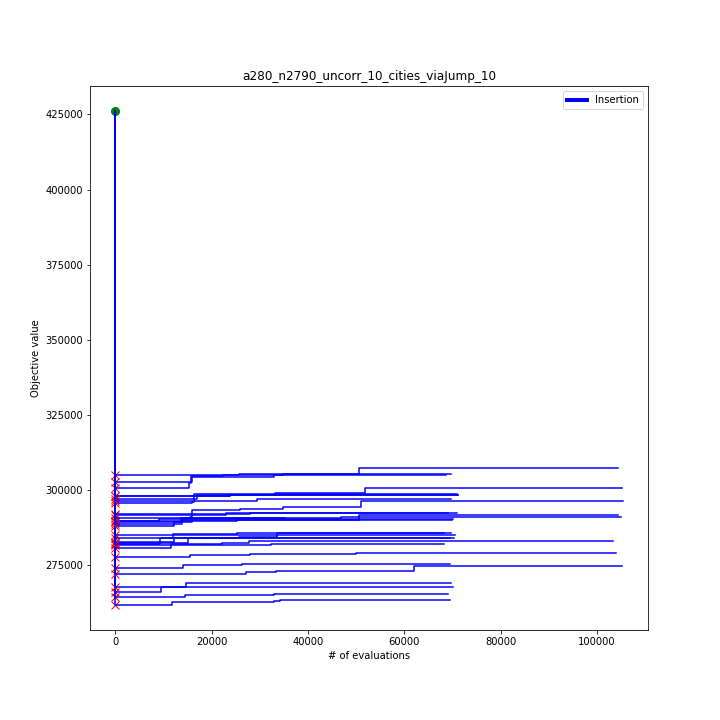 a280_n2790_uncorr_10_cities_viaJump_10
Insertion
425000
400000
375000
350000
325000
300000
275000
Objective value
0 20000 40000 60000 80000 100000
# of evaluations